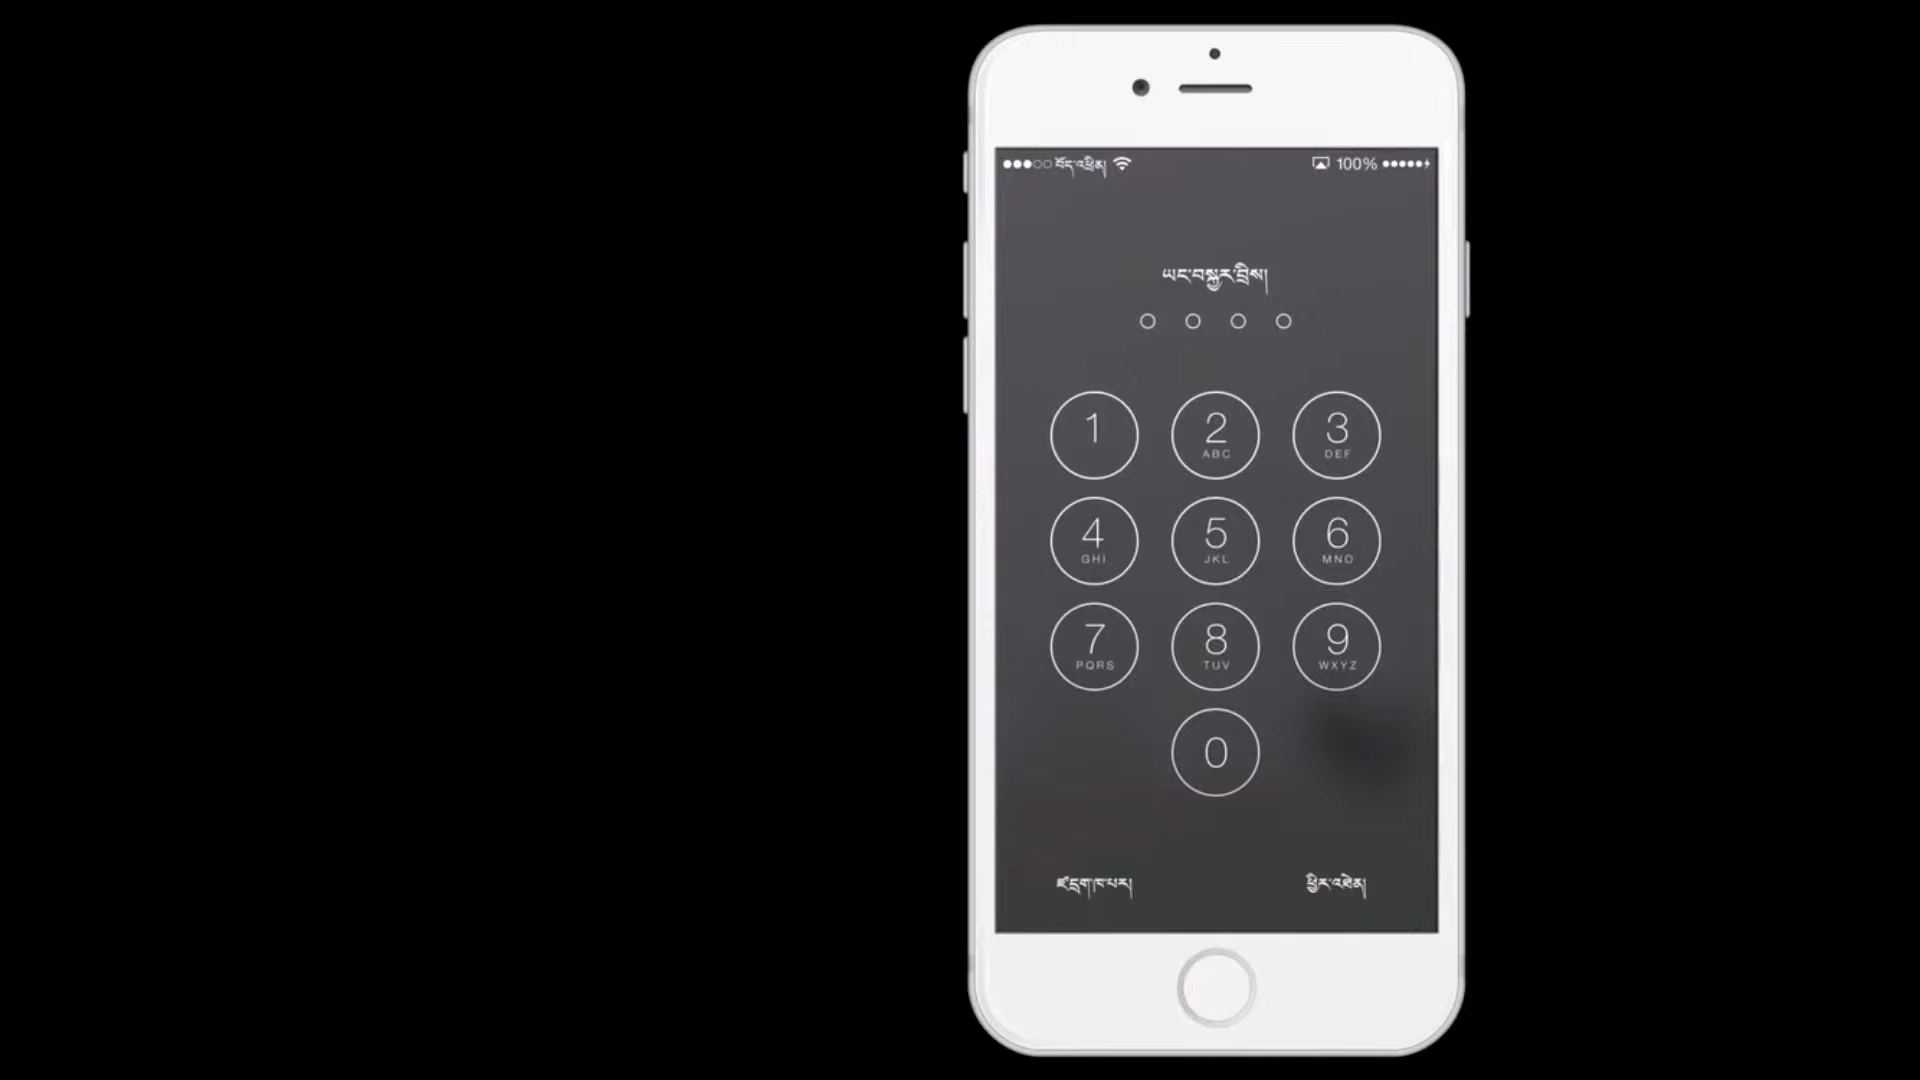 བོད་འཕྲིན། 100%
ཡང་བསྐྱར་བྲིས།
1 2 3
ABC DEF
4 5 6
GHI JKL MNO
7 8 9
PQRS TUV WXYZ
0
ཛ་དྲག་ཁ་པར། ཕྱིར་འཐེན།